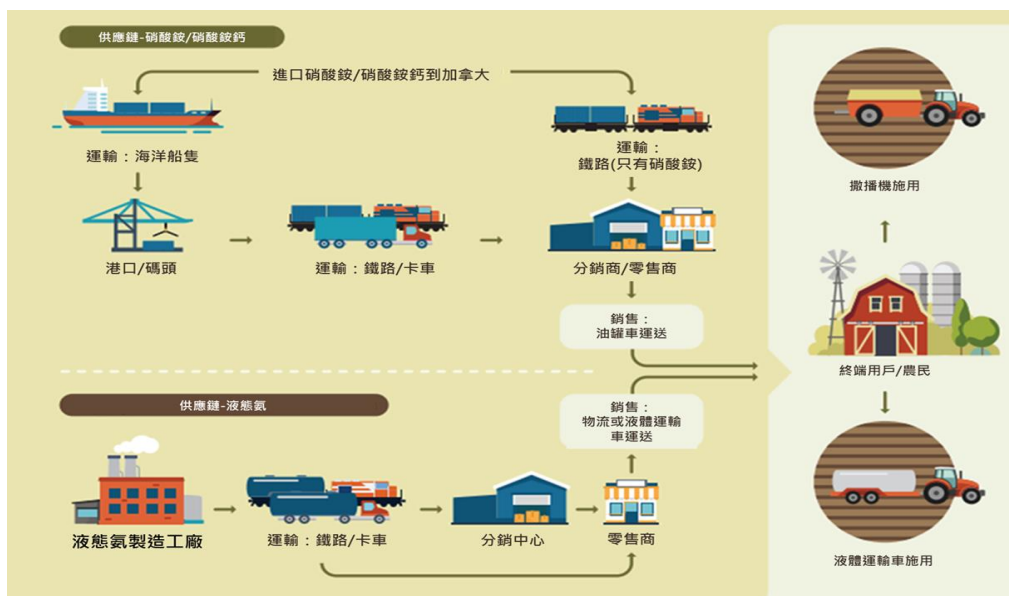 供應鏈-硝酸銨/硝酸銨鈣
進口硝酸銨/硝酸銨鈣到加拿大
運輸：海洋船隻
運輸：
鐵路(只有硝酸銨)
港口/碼頭
運輸：鐵路/卡車
分銷商/零售商
銷售：
油罐車運送
供應鏈-液態氨
液態氨製造工廠
運輸：鐵路/卡車
分銷中心
零售商
銷售：
物流或液體運輸
車運送
撒播機施用
終端用戶/農民
液體運輸車施用